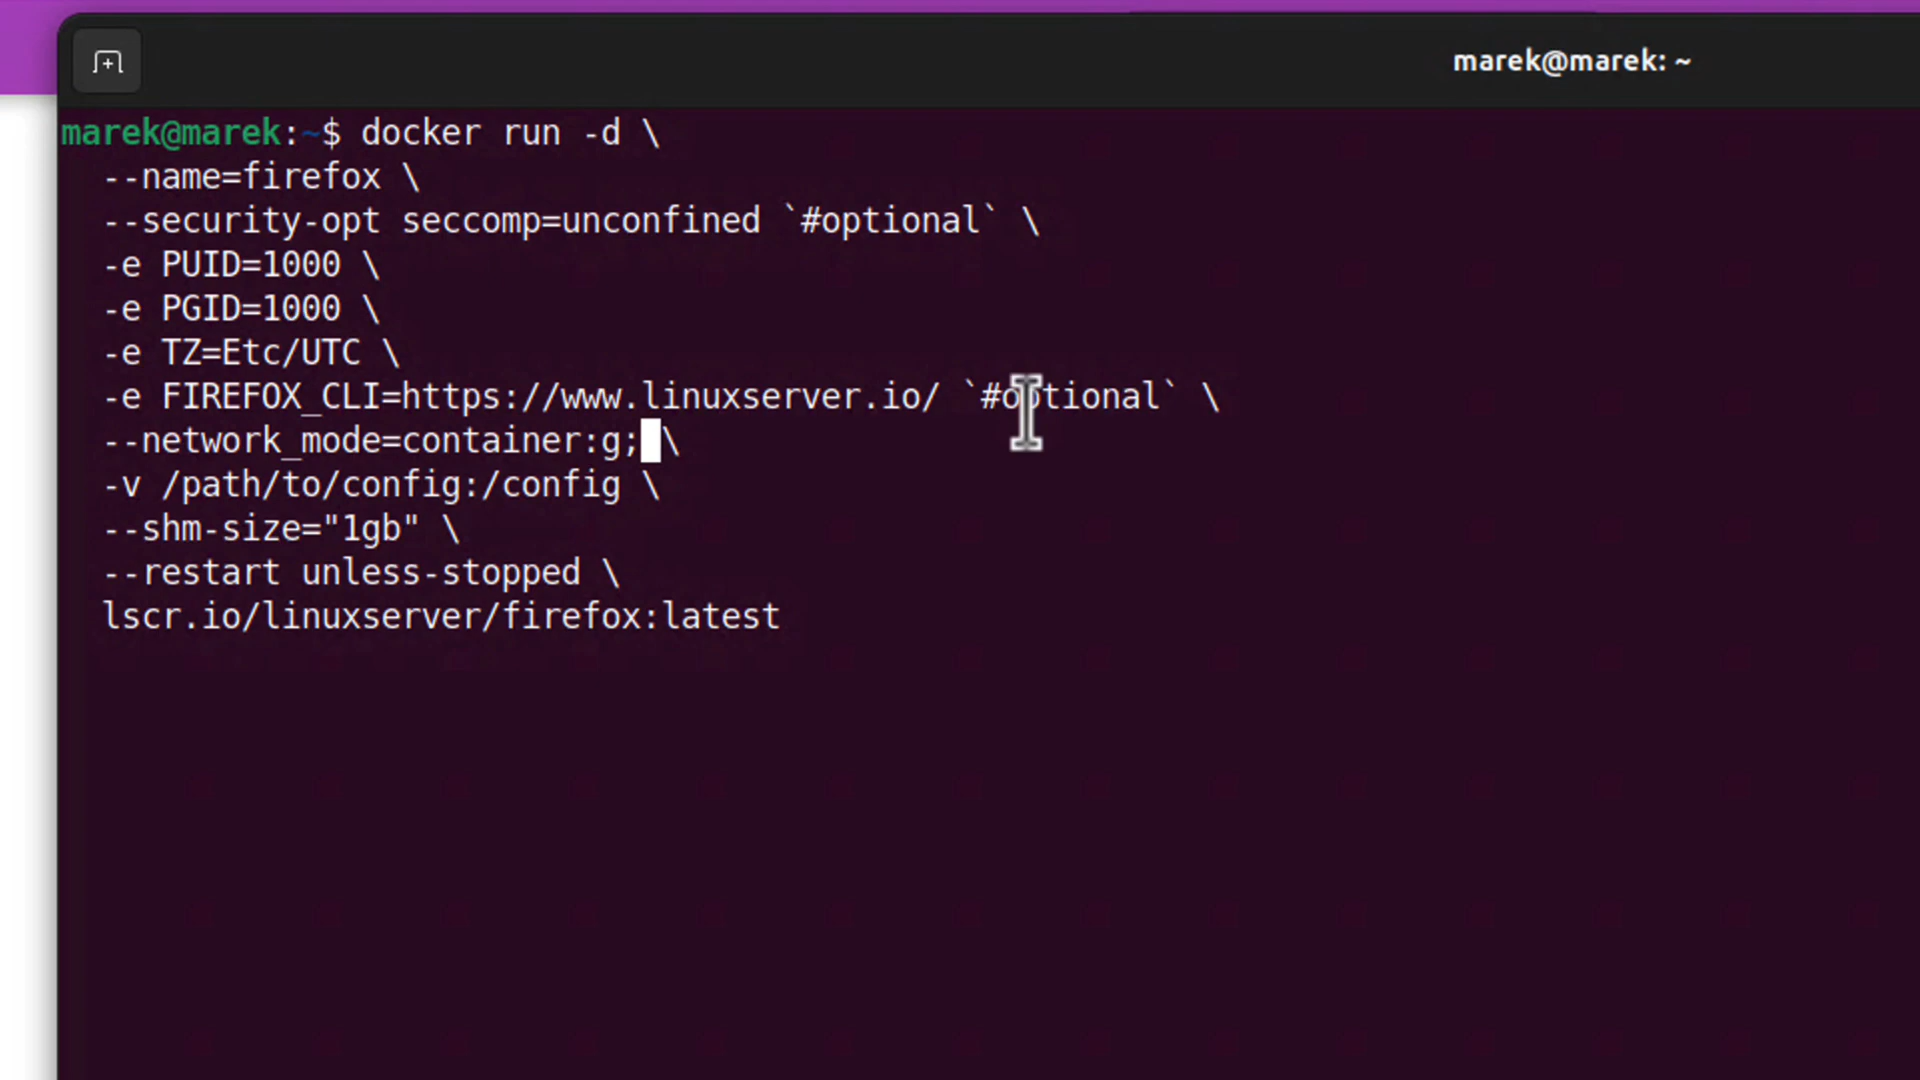 marek@marek: ~
marek@marek:~$ docker run -d \
--name=firefox \
--security-opt seccomp=unconfined `#optional` \
-e PUID=1000 \
-e PGID=1000 \
-e TZ=Etc/UTC \
-e FIREFOX_CLI=https://www.linuxserver.io/ `#optional` \
--network_mode=container:g; \
-v /path/to/config:/config \
--shm-size="1gb" \
--restart unless-stopped \
lscr.io/linuxserver/firefox:latest